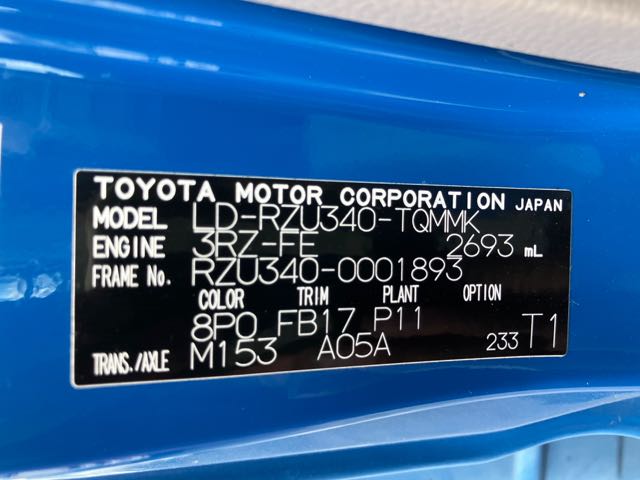 TOYOTA MOTOR CORPORATION JAPAN
MODEL LD-RZU340-TQMMK
ENGINE 3RZ-FE 2693 mL
FRAME No. RZU340-0001893
COLOR TRIM PLANT OPTION
8P0 FB17 P11
TRANS./AXLE M153 A05A 233 T1